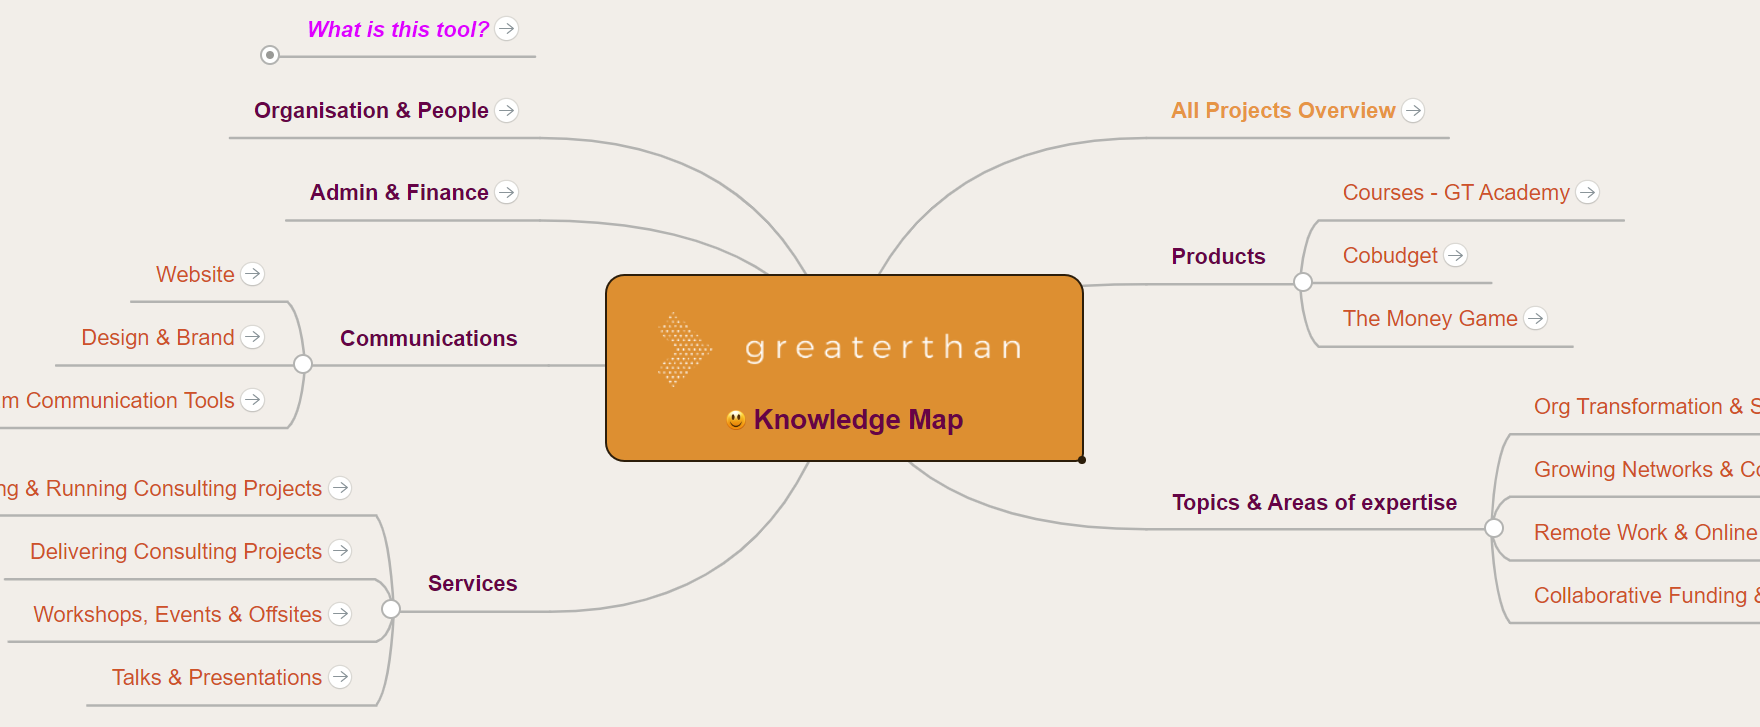 What is this tool?
Organisation & People
Admin & Finance
Communications
Website
Design & Brand
Communication Tools
Services
& Running Consulting Projects
Delivering Consulting Projects
Workshops, Events & Offsites
Talks & Presentations
greaterthan
Knowledge Map
All Projects Overview
Products
Courses - GT Academy
Cobudget
The Money Game
Topics & Areas of expertise
Org Transformation &
Growing Networks &
Remote Work & Online
Collaborative Funding &